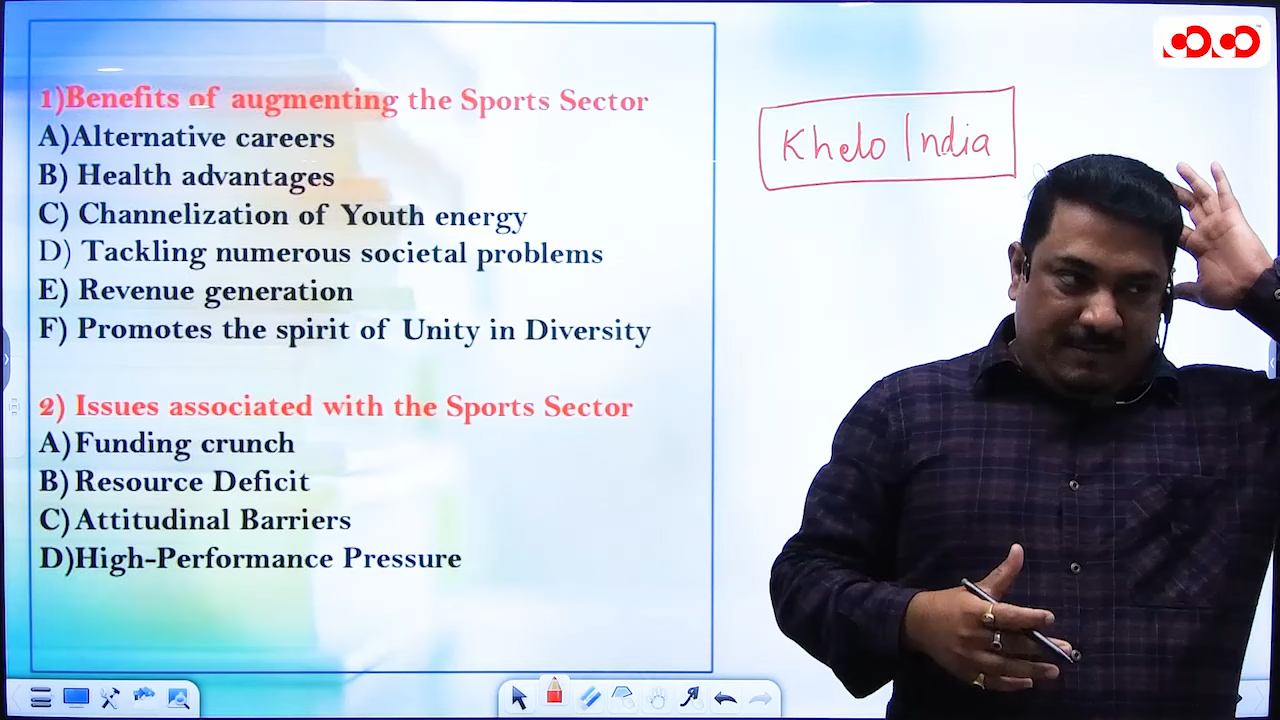 1)Benefits of augmenting the Sports Sector
A)Alternative careers
B) Health advantages
C) Channelization of Youth energy
D) Tackling numerous societal problems
E) Revenue generation
F) Promotes the spirit of Unity in Diversity
2) Issues associated with the Sports Sector
A)Funding crunch
B)Resource Deficit
C)Attitudinal Barriers
D)High-Performance Pressure
Khelo India